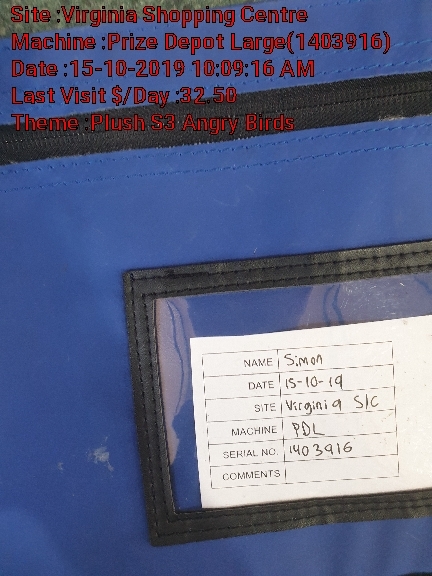 Site :Virginia Shopping Centre
Machine :Prize Depot Large(1403916)
Date :15-10-2019 10:09:16 AM
Last Visit $/Day :32.50
Theme :Plush S3 Angry Birds
NAME Simon
DATE 15-10-19
SITE Virginia S/C
MACHINE PDL
SERIAL NO. 1403916
COMMENTS